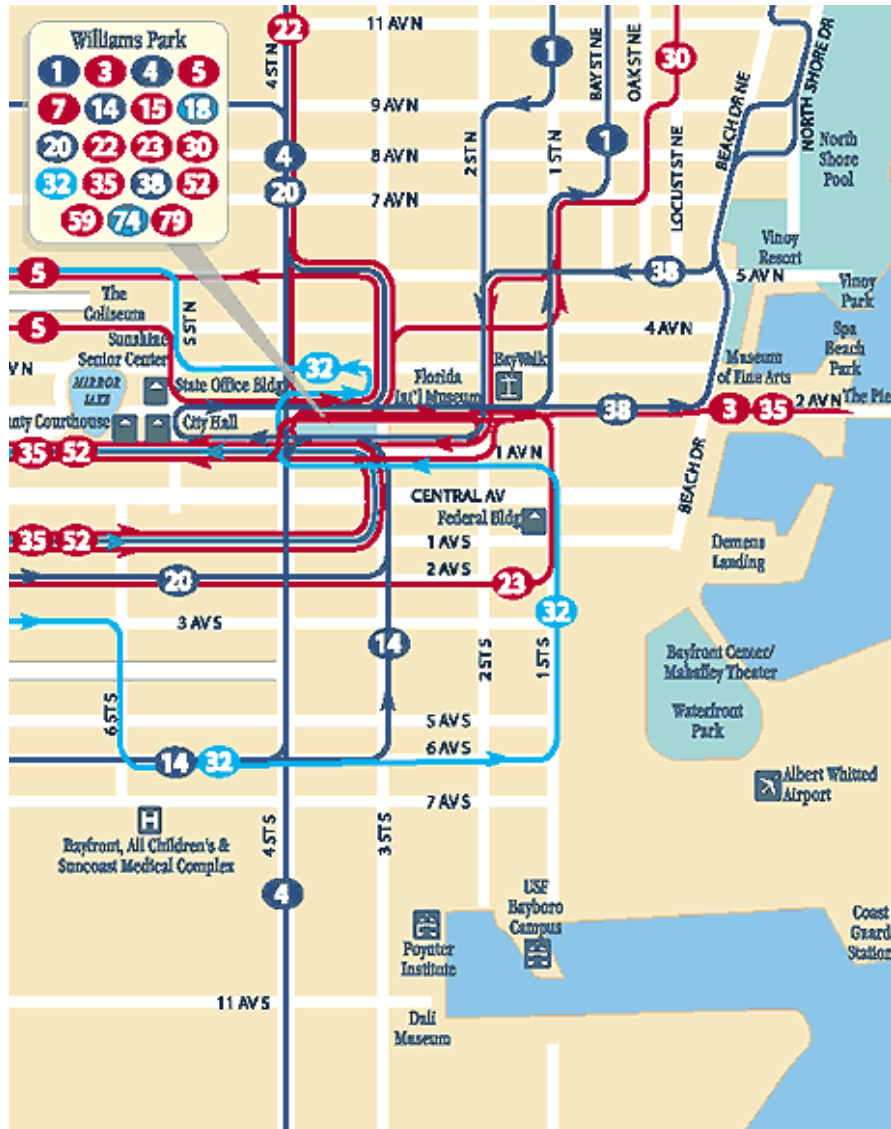 Williams Park
1 3 4 5
7 14 15 18
20 22 23 30
32 35 38 52
59 74 79
22
4 ST N
11 AV N
1
BAY ST NE
OAK ST NE
30
NORTH SHORE DR
BEACH DR NE
9 AV N
4
20
8 AV N
2 ST N
1 ST N
1
LOCUST ST NE
North
Shore
Pool
7 AV N
Vinoy
Resort
5
38
5 AV N
Vinoy
Park
The
Coliseum
5 ST N
5
4 AV N
Spa
Beach
Park
Sunshine
Senior Center
V N
32
BayWalk
Museum
of Fine Arts
MIRROR
LAKE
State Office Bldg
Florida
Int'l Museum
38
3 35
2 AV N
The Pie
nty Courthouse
City Hall
35 52
1 AV N
BEACH DR
CENTRAL AV
Federal Bldg
35 52
1 AV S
Demens
Landing
20
2 AV S
23
32
3 AV S
14
2 ST S
1 ST S
Bayfront Center/
Mahaffey Theater
6 ST S
5 AV S
Waterfront
Park
14 32
6 AV S
Albert Whitted
Airport
7 AV S
Bayfront, All Children's &
Suncoast Medical Complex
H
4 ST S
3 ST S
4
USF
Bayboro
Campus
Poynter
Institute
Coast
Guard
Station
11 AV S
Dali
Museum